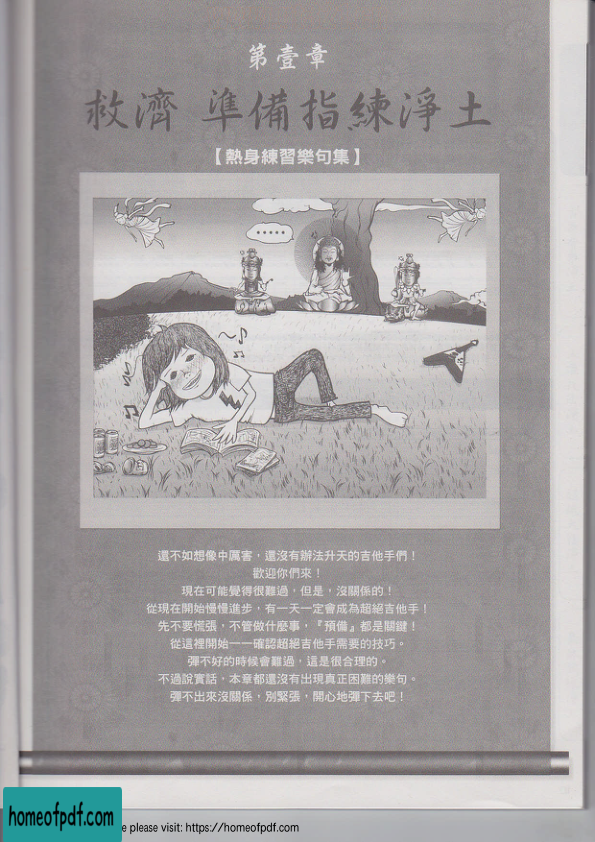 第壹章
救濟 準備指練淨土
【熱身練習樂句集】
•••••
還不如想像中厲害，還沒有辦法升天的吉他手們！
歡迎你們來！
現在可能覺得很難過，但是，沒關係的！
從現在開始慢慢進步，有一天一定會成為超絕吉他手！
先不要慌張，不管做什麼事，『預備』都是關鍵！
從這裡開始一一確認超絕吉他手需要的技巧。
彈不好的時候會難過，這是很合理的。
不過說實話，本章都還沒有出現真正困難的樂句。
彈不出來沒關係，別緊張，開心地彈下去吧！
homeofpdf.com
e please visit: https://homeofpdf.com